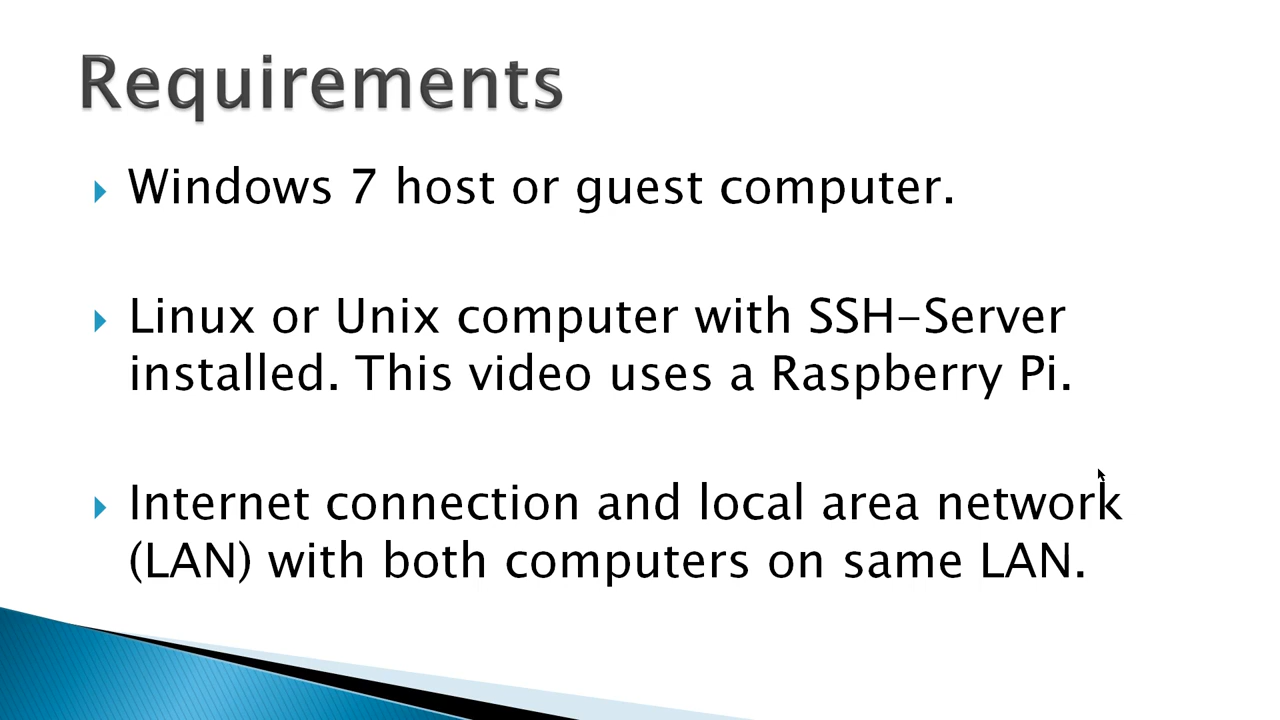 Requirements
Windows 7 host or guest computer.
Linux or Unix computer with SSH-Server
installed. This video uses a Raspberry Pi.
Internet connection and local area network
(LAN) with both computers on same LAN.